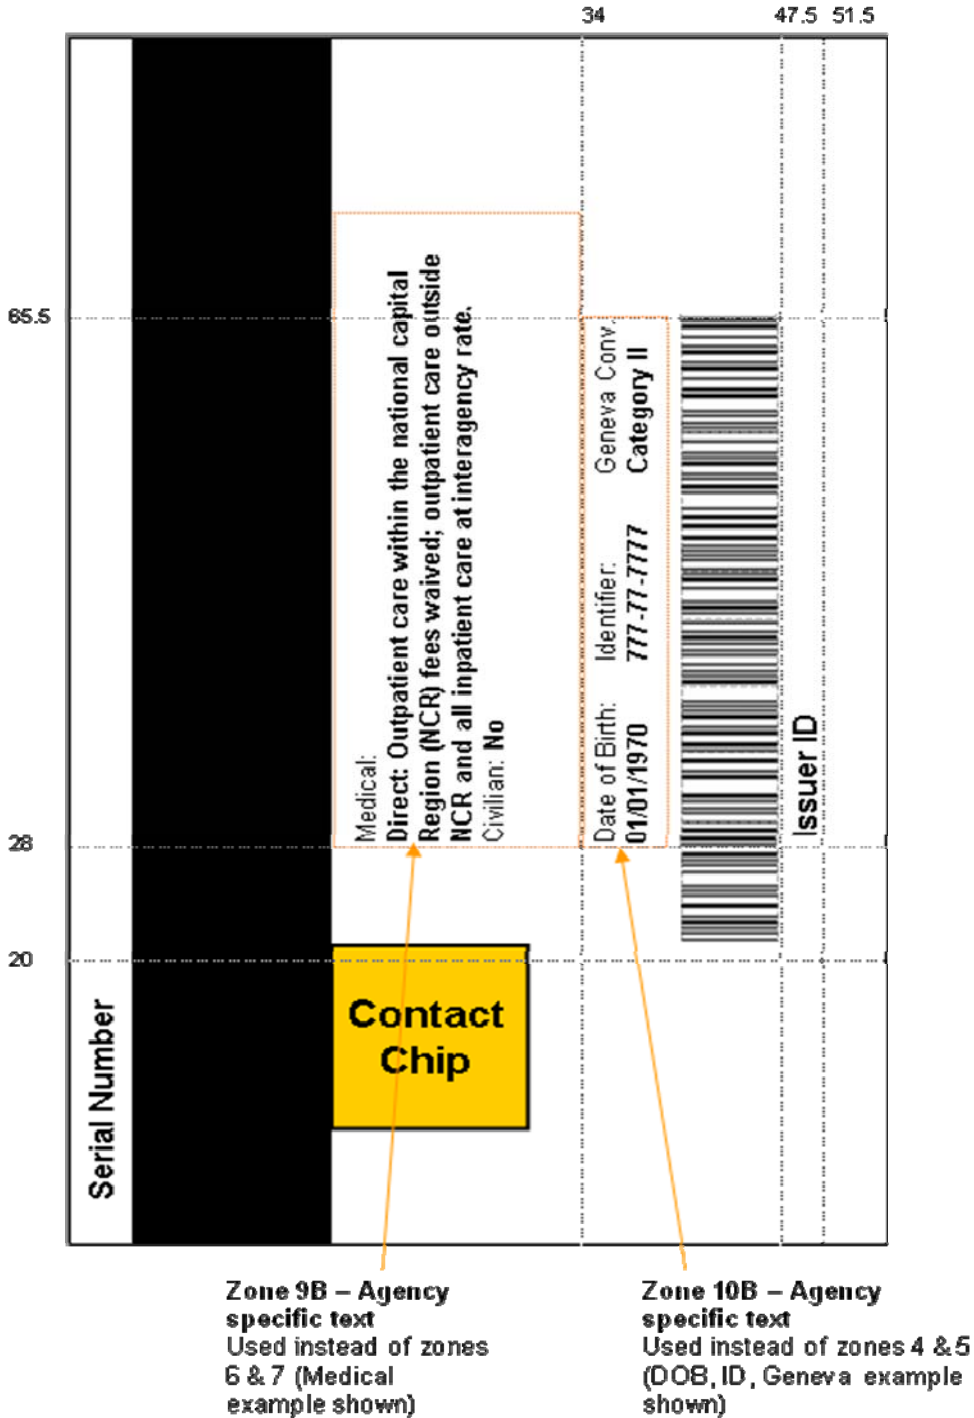 34 47.5 51.5
65.5
28
20
Serial Number
Medical:
Direct: Outpatient care within the national capital
Region (NCR) fees waived; outpatient care outside
NCR and all inpatient care at interagency rate.
Civilian: No
Date of Birth: Identifier: Geneva Conv.
01/01/1970 777-77-7777 Category II
Issuer ID
Contact
Chip
Zone 9B – Agency
specific text
Used instead of zones
6 & 7 (Medical
example shown)
Zone 10B – Agency
specific text
Used instead of zones 4 & 5
(DOB, ID, Geneva example
shown)